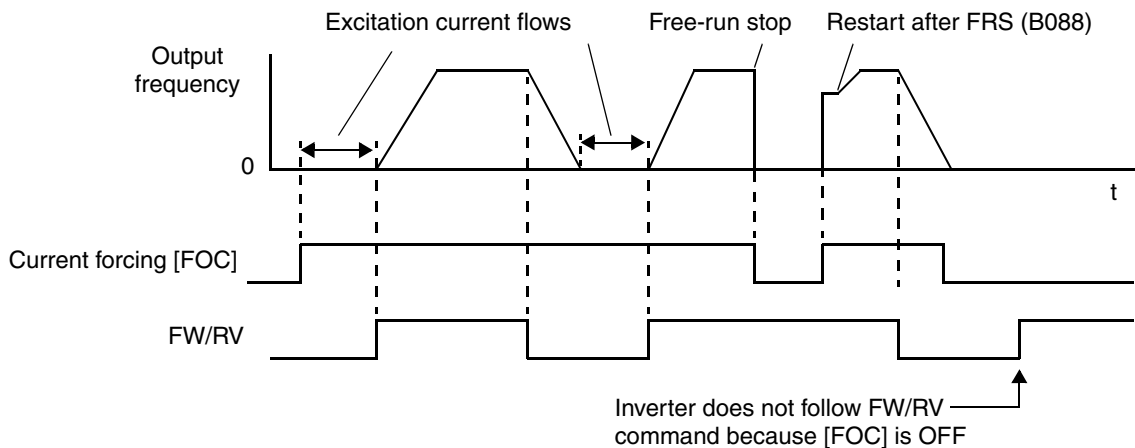 Excitation current flows
Free-run stop
Restart after FRS (B088)
Output
frequency
0
t
Current forcing [FOC]
FW/RV
Inverter does not follow FW/RV
command because [FOC] is OFF